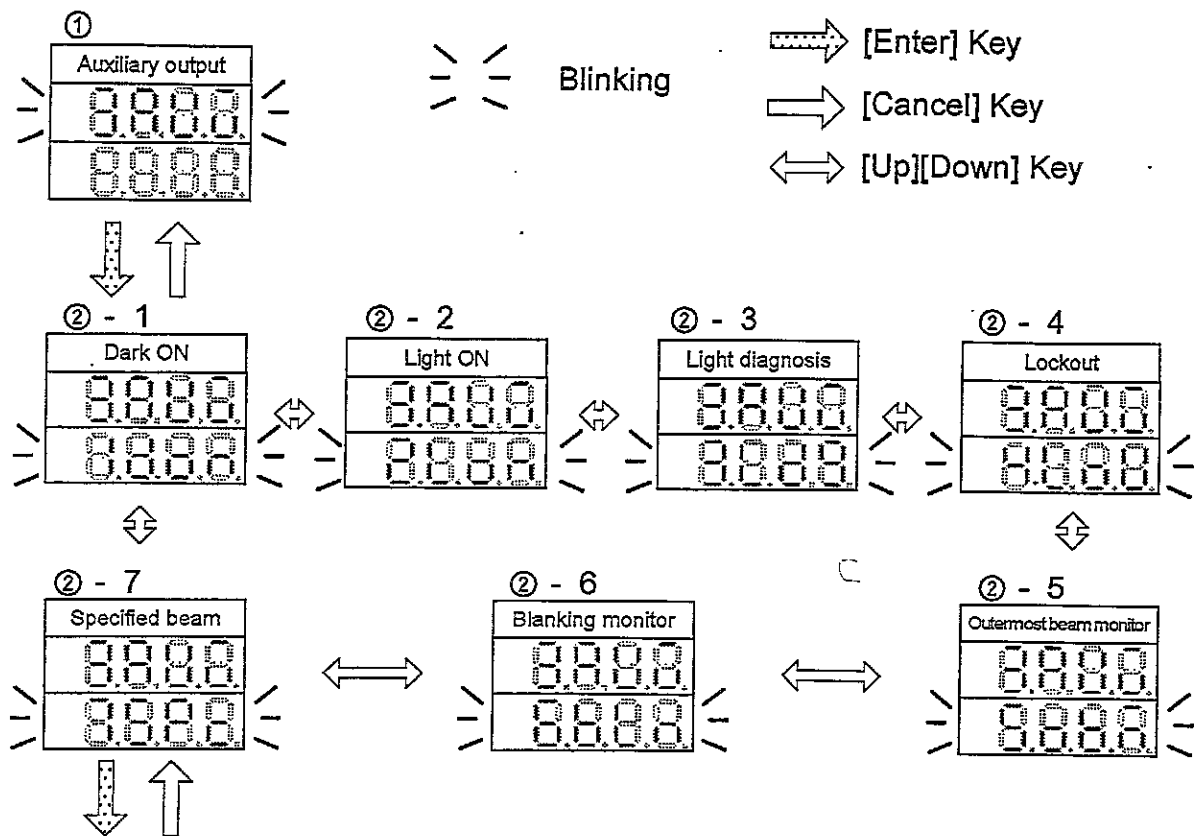 ①
Auxiliary output
Blinking
[Enter] Key
[Cancel] Key
[Up][Down] Key
② - 1
Dark ON
② - 2
Light ON
② - 3
Light diagnosis
② - 4
Lockout
② - 7
Specified beam
② - 6
Blanking monitor
② - 5
Outermost beam monitor